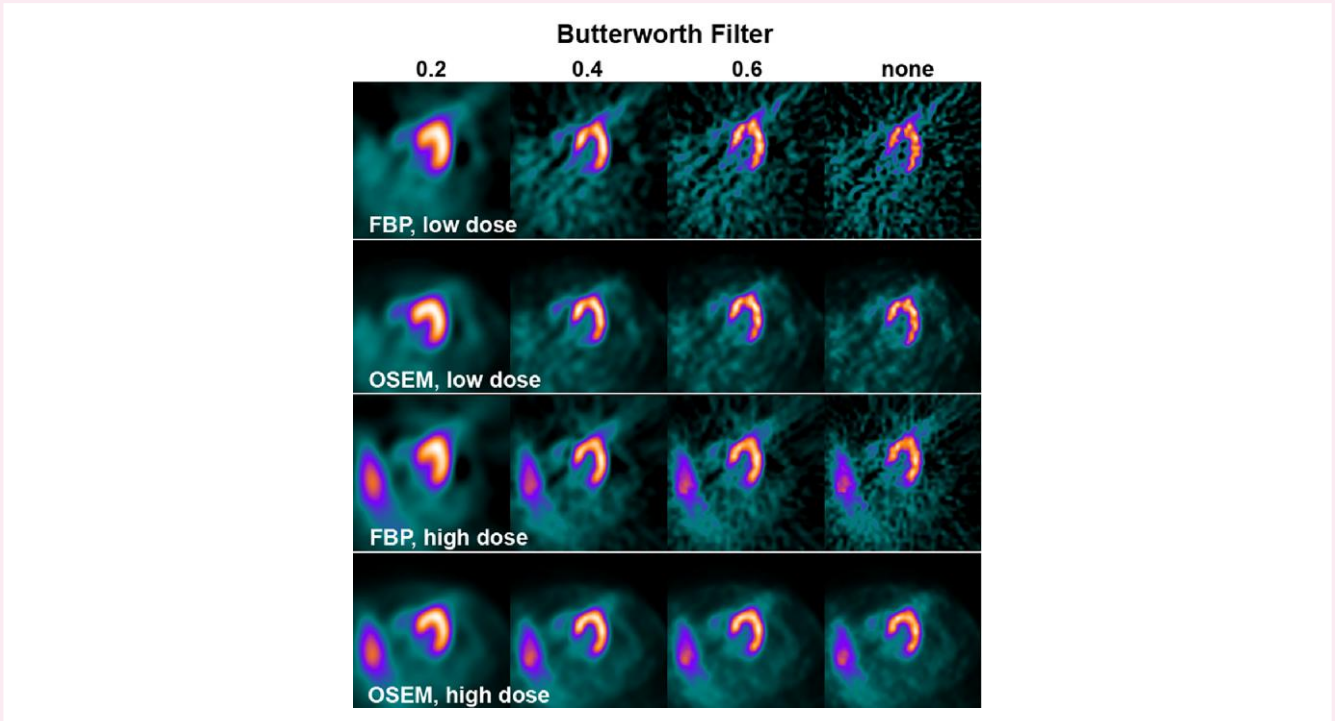 Butterworth Filter
0.2 0.4 0.6 none
FBP, low dose
OSEM, low dose
FBP, high dose
OSEM, high dose